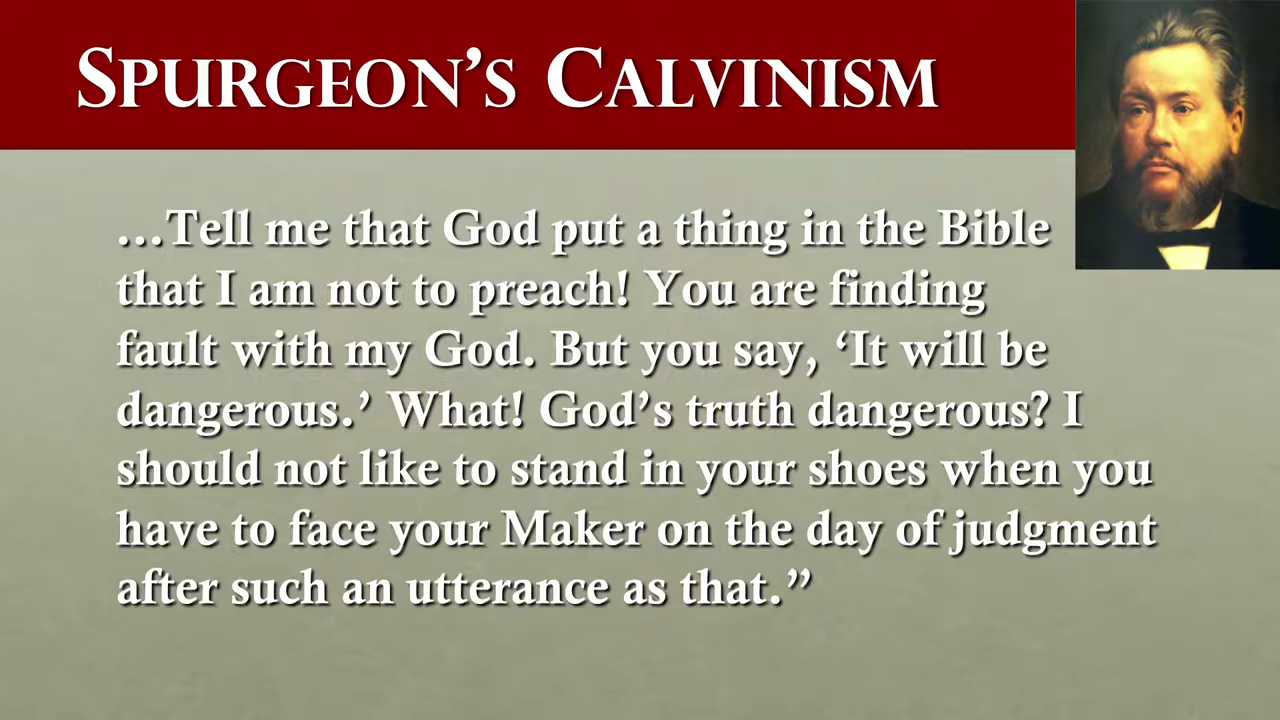 Spurgeon’s Calvinism
...Tell me that God put a thing in the Bible
that I am not to preach! You are finding
fault with my God. But you say, ‘It will be
dangerous.’ What! God’s truth dangerous? I
should not like to stand in your shoes when you
have to face your Maker on the day of judgment
after such an utterance as that.”